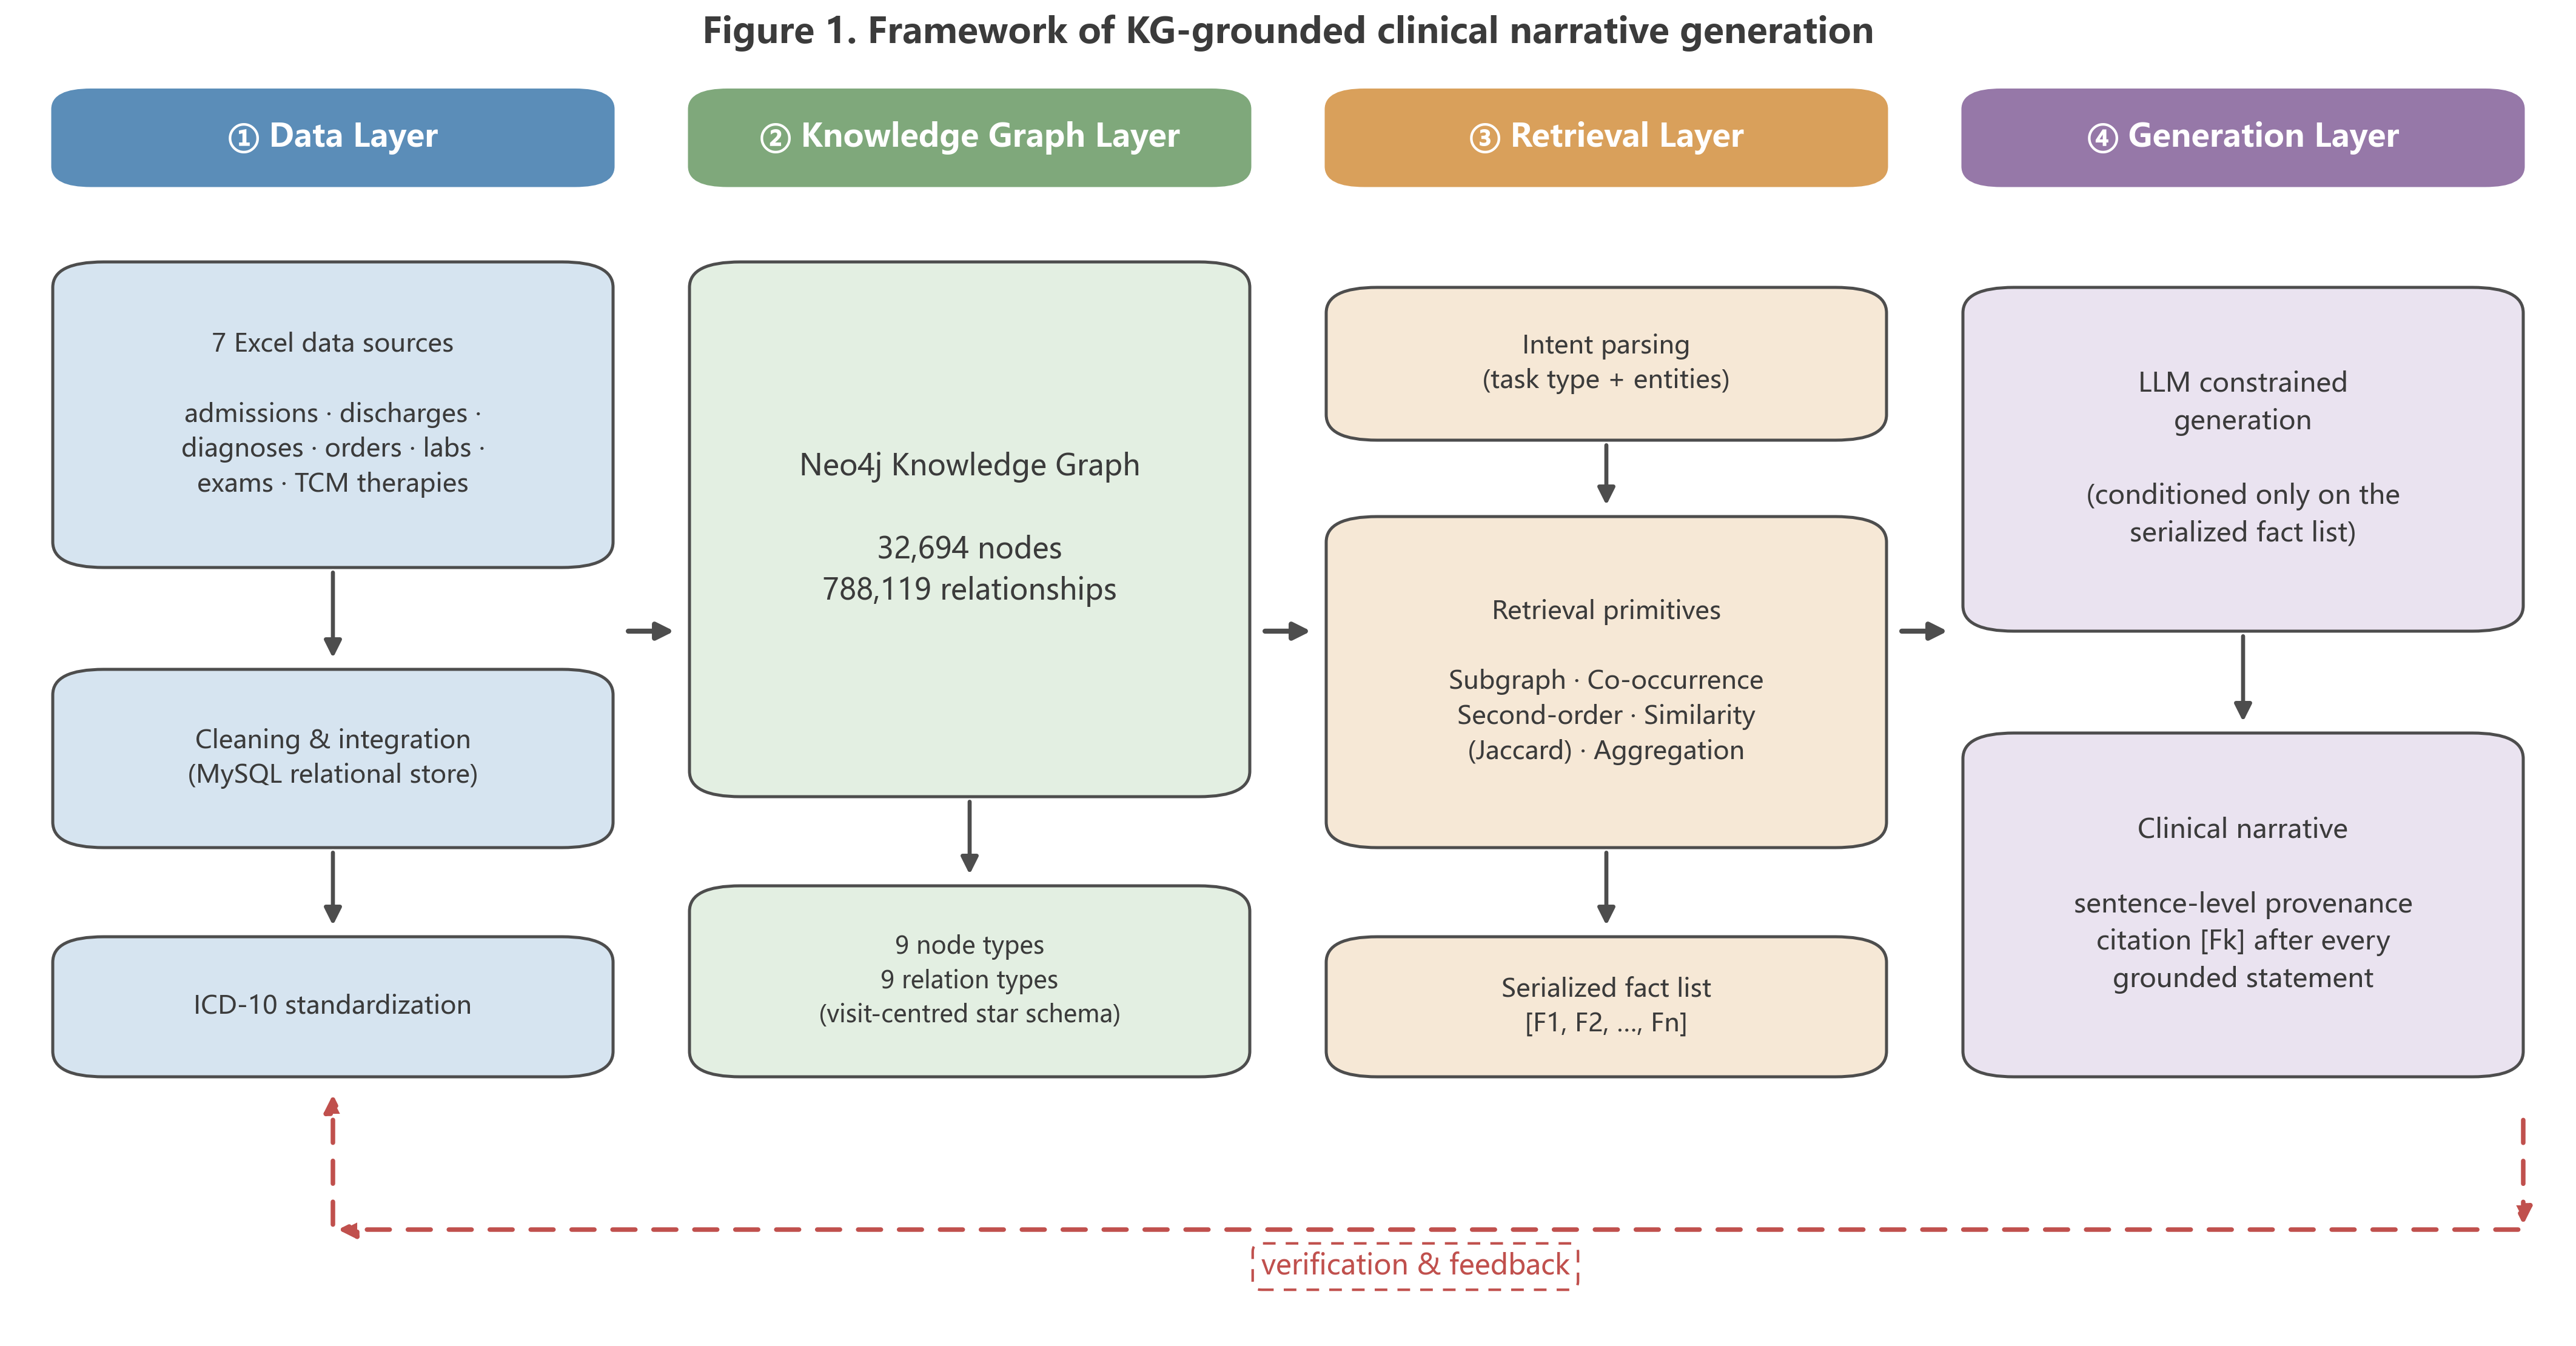 Figure 1. Framework of KG-grounded clinical narrative generation
① Data Layer
7 Excel data sources
admissions · discharges ·
diagnoses · orders · labs ·
exams · TCM therapies
Cleaning & integration
(MySQL relational store)
ICD-10 standardization
② Knowledge Graph Layer
Neo4j Knowledge Graph
32,694 nodes
788,119 relationships
9 node types
9 relation types
(visit-centred star schema)
③ Retrieval Layer
Intent parsing
(task type + entities)
Retrieval primitives
Subgraph · Co-occurrence
Second-order · Similarity
(Jaccard) · Aggregation
Serialized fact list
[F1, F2, ..., Fn]
④ Generation Layer
LLM constrained
generation
(conditioned only on the
serialized fact list)
Clinical narrative
sentence-level provenance
citation [Fk] after every
grounded statement
verification & feedback